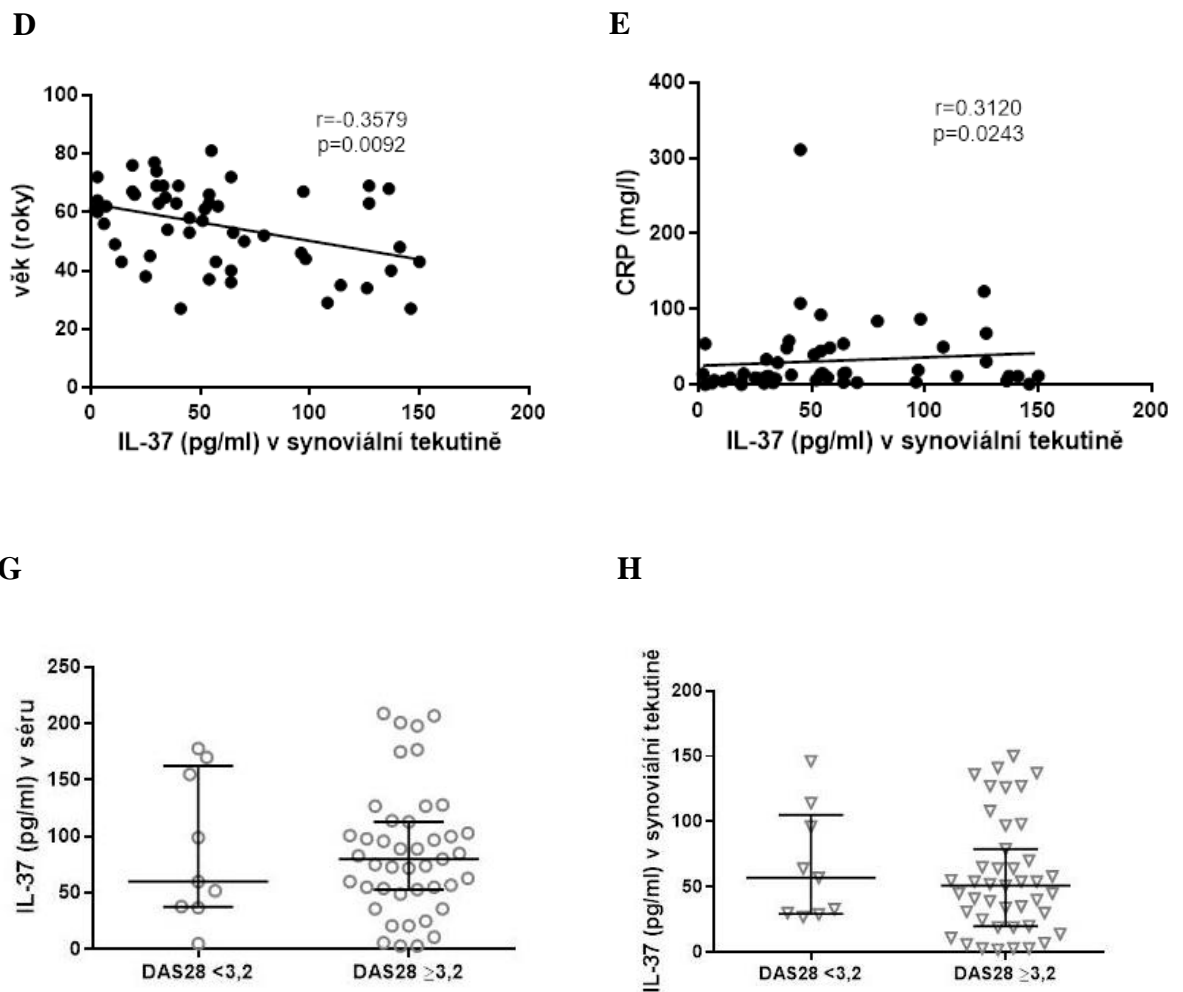 D
r=-0.3579
p=0.0092
věk (roky)
100
80
60
40
20
0
0 50 100 150 200
IL-37 (pg/ml) v synoviální tekutině
E
r=0.3120
p=0.0243
CRP (mg/l)
400
300
200
100
0
0 50 100 150 200
IL-37 (pg/ml) v synoviální tekutině
G
IL-37 (pg/ml) v séru
250
200
150
100
50
0
DAS28 <3,2 DAS28 ≥3,2
H
IL-37 (pg/ml) v synoviální tekutině
200
150
100
50
0
DAS28 <3,2 DAS28 ≥3,2